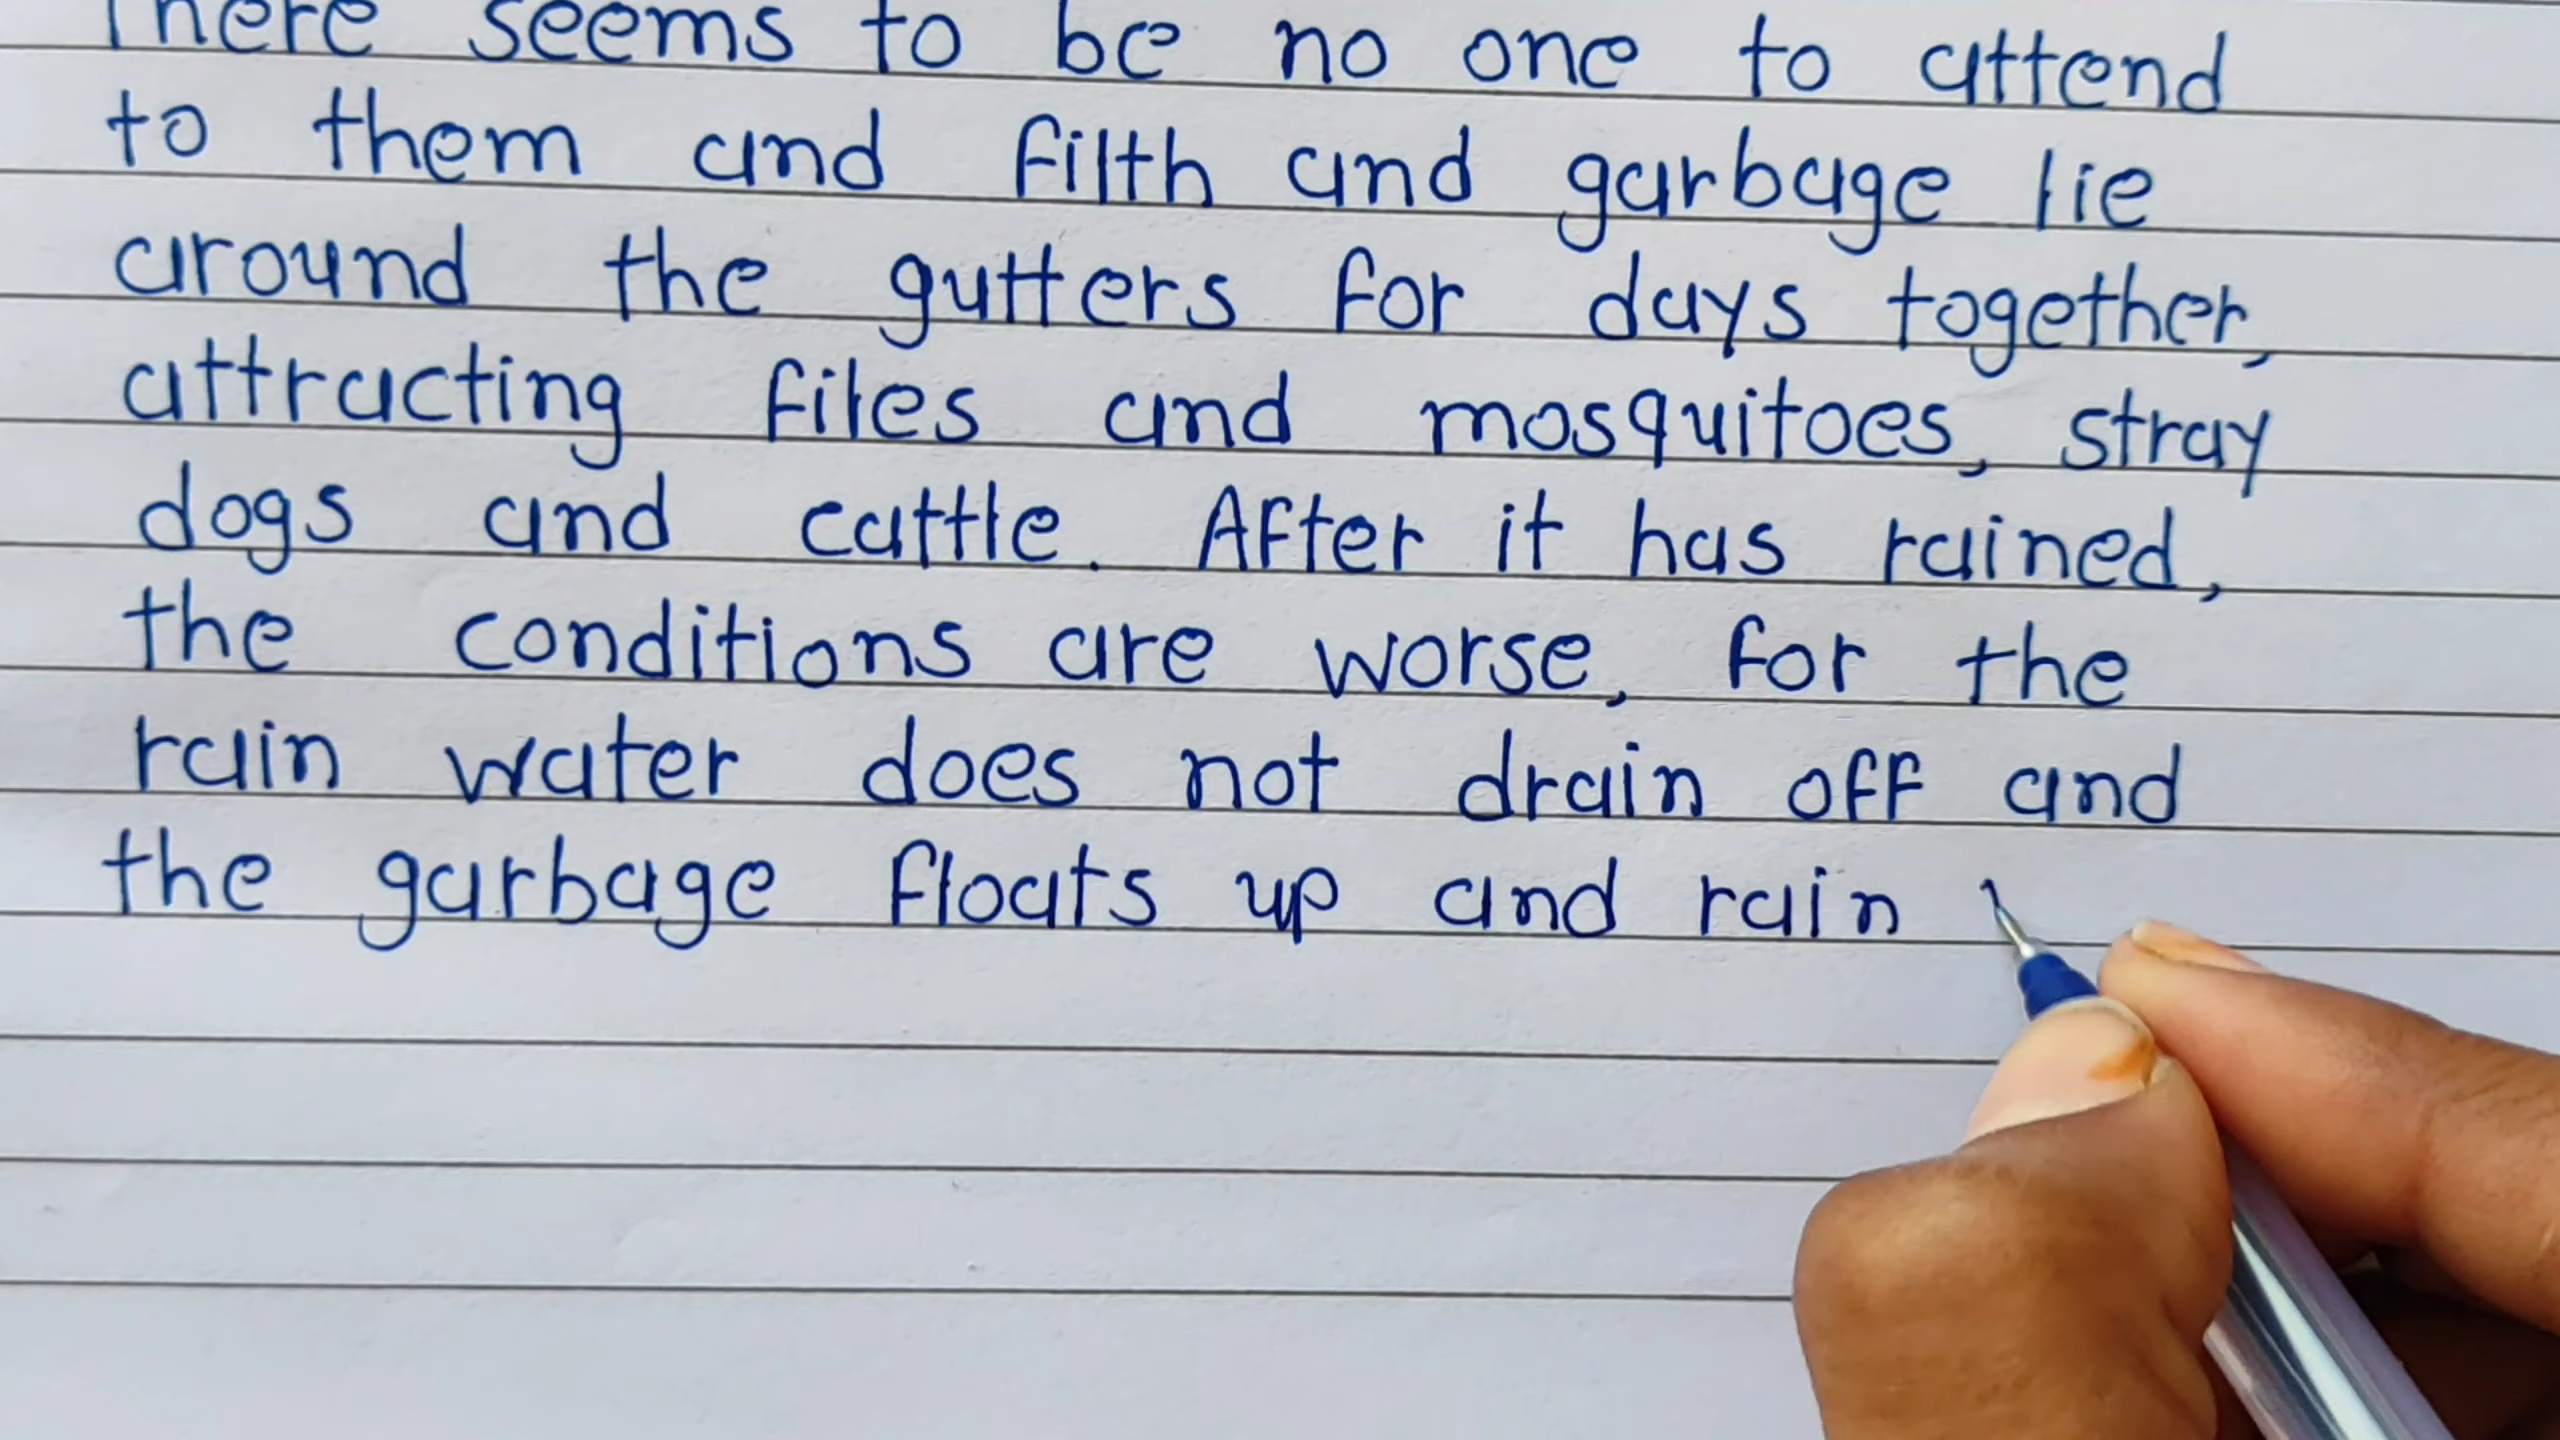 There seems to be no one to attend
to them and filth and garbage lie
around the gutters for days together,
attracting files and mosquitoes, stray
dogs and cattle. After it has rained,
the conditions are worse, for the
rain water does not drain off and
the garbage floats up and rain